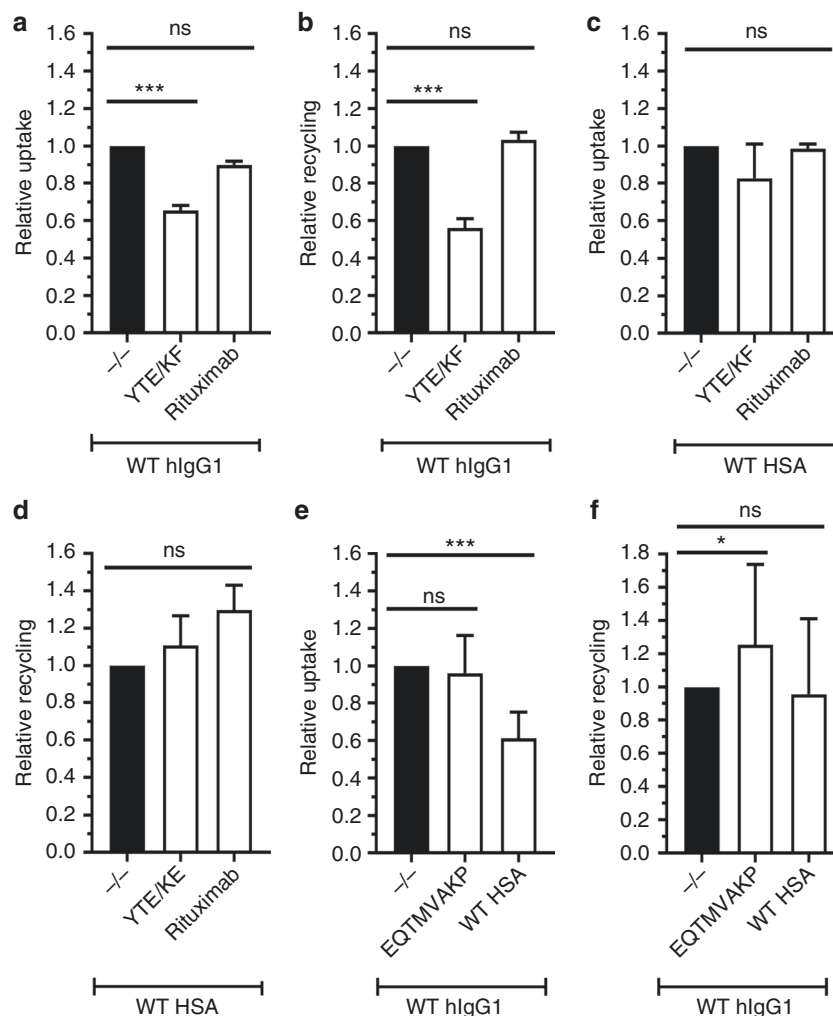 a
ns
***
1.6
1.4
1.2
1.0
0.8
0.6
0.4
0.2
0.0
Relative uptake
–/–
YTE/KF
Rituximab
WT hIgG1
b
ns
***
1.6
1.4
1.2
1.0
0.8
0.6
0.4
0.2
0.0
Relative recycling
–/–
YTE/KF
Rituximab
WT hIgG1
c
ns
1.6
1.4
1.2
1.0
0.8
0.6
0.4
0.2
0.0
Relative uptake
–/–
YTE/KF
Rituximab
WT HSA
d
ns
1.6
1.4
1.2
1.0
0.8
0.6
0.4
0.2
0.0
Relative recycling
–/–
YTE/KE
Rituximab
WT HSA
e
***
ns
1.6
1.4
1.2
1.0
0.8
0.6
0.4
0.2
0.0
Relative uptake
–/–
EQTMVAKP
WT HSA
WT hIgG1
f
ns
*
1.8
1.6
1.4
1.2
1.0
0.8
0.6
0.4
0.2
0.0
Relative recycling
–/–
EQTMVAKP
WT HSA
WT hIgG1